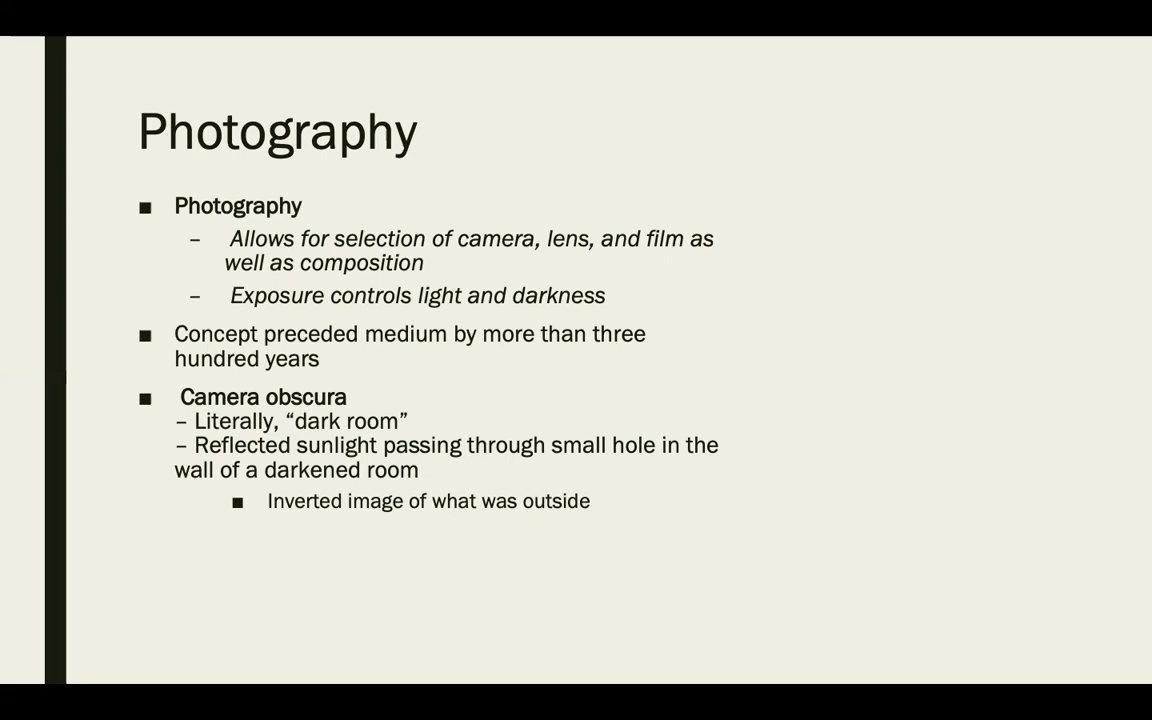 Photography
■ Photography
– Allows for selection of camera, lens, and film as
well as composition
– Exposure controls light and darkness
■ Concept preceded medium by more than three
hundred years
■ Camera obscura
– Literally, “dark room”
– Reflected sunlight passing through small hole in the
wall of a darkened room
■ Inverted image of what was outside